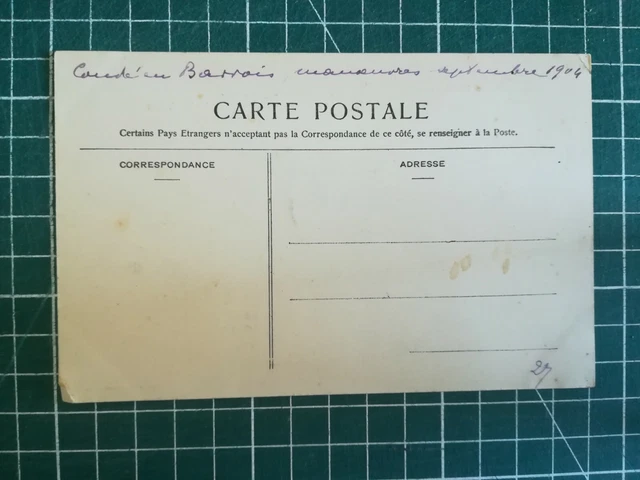 Condé en Barrois manoeuvres septembre 1904
CARTE POSTALE
Certains Pays Etrangers n'acceptant pas la Correspondance de ce côté, se renseigner à la Poste.
CORRESPONDANCE
ADRESSE
27